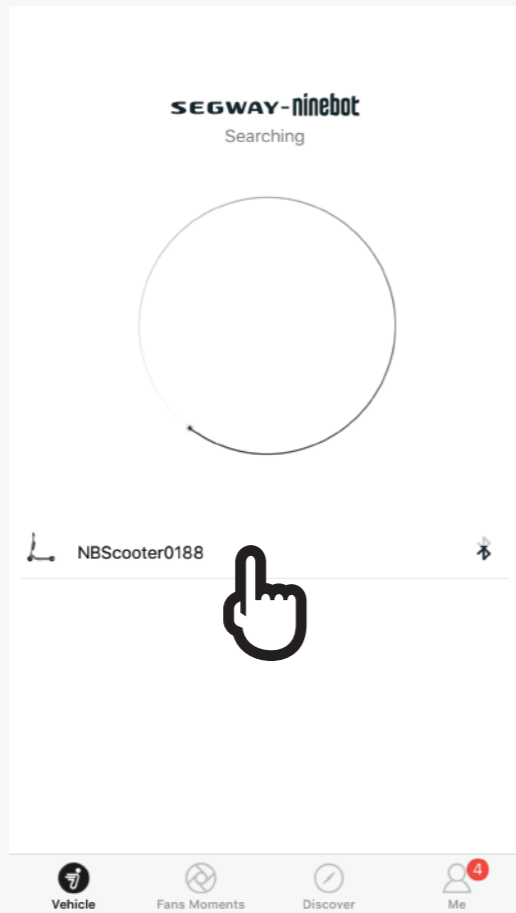 SEGWAY-ninebot
Searching
NBScooter0188
4
Vehicle Fans Moments Discover Me